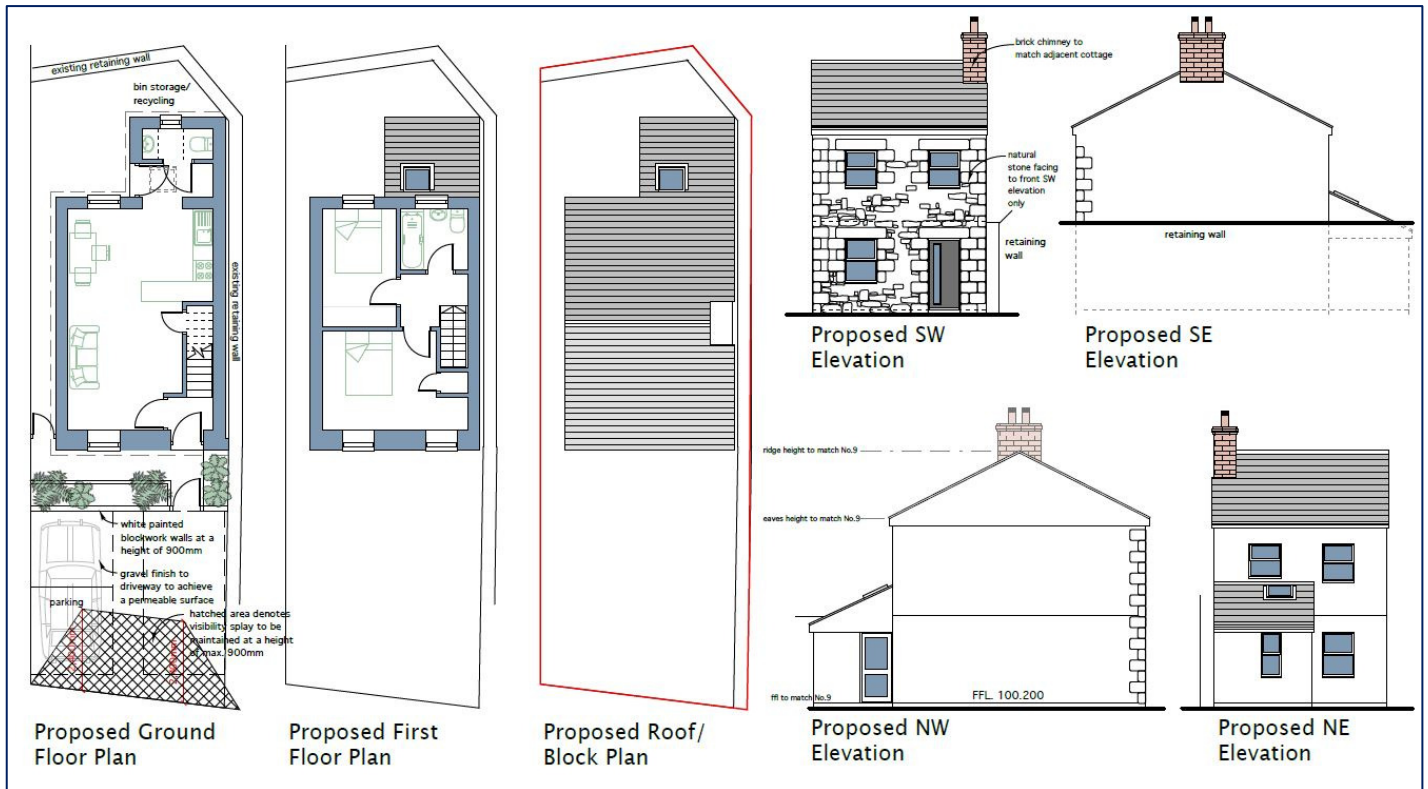 existing retaining wall
bin storage/
recycling
existing retaining wall
white painted
blockwork walls at a
height of 900mm
gravel finish to
driveway to achieve
a permeable surface
parking
hatched area denotes
visibility splay to be
maintained at a height
of max. 900mm
Proposed Ground
Floor Plan
Proposed First
Floor Plan
Proposed Roof/
Block Plan
brick chimney to
match adjacent cottage
natural
stone facing
to front SW
elevation
only
retaining
wall
Proposed SW
Elevation
retaining wall
Proposed SE
Elevation
ridge height to match No.9
eaves height to match No.9
ffl to match No.9
FFL 100.200
Proposed NW
Elevation
Proposed NE
Elevation